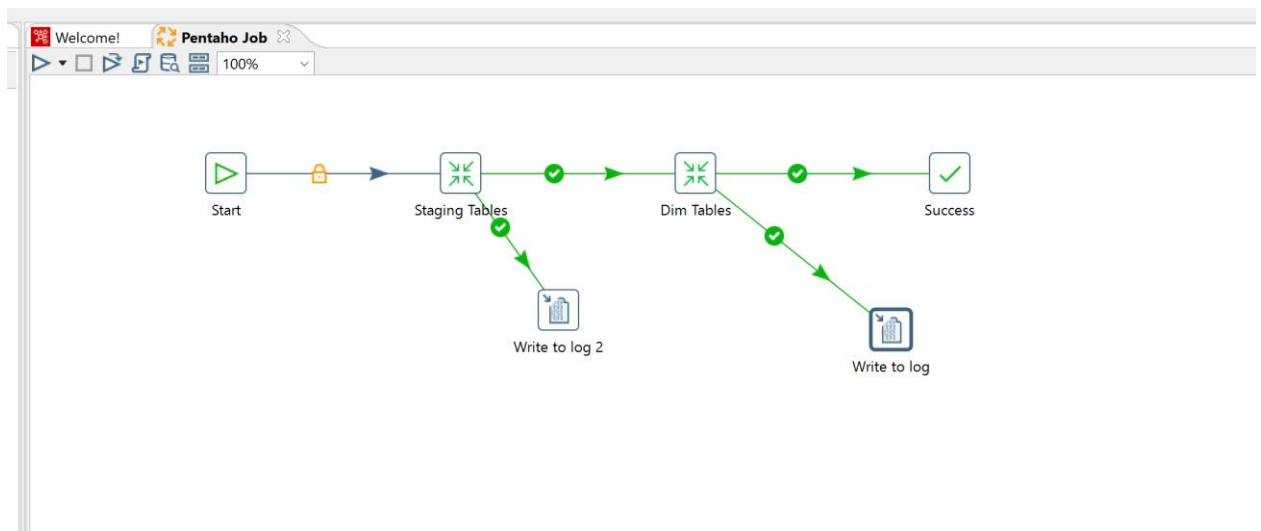 Welcome!
Pentaho Job
100%
Start
Staging Tables
Dim Tables
Success
Write to log 2
Write to log